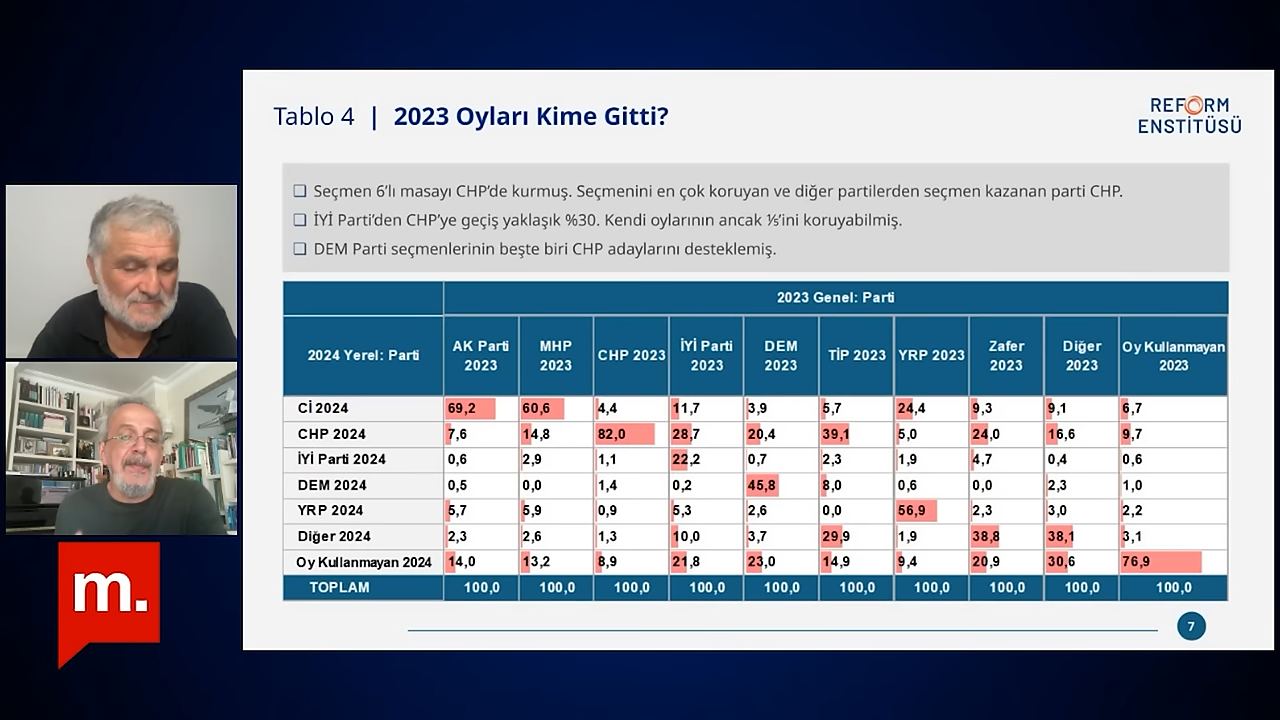 Tablo 4 | 2023 Oyları Kime Gitti?
REFORM
ENSTİTÜSÜ
❑ Seçmen 6'lı masayı CHP'de kurmuş. Seçmenini en çok koruyan ve diğer partilerden seçmen kazanan parti CHP.
❑ İYİ Parti'den CHP'ye geçiş yaklaşık %30. Kendi oylarının ancak ⅕'ini koruyabilmiş.
❑ DEM Parti seçmenlerinin beşte biri CHP adaylarını desteklemiş.
2023 Genel: Parti
2024 Yerel: Parti AK Parti 2023 MHP 2023 CHP 2023 İYİ Parti 2023 DEM 2023 TİP 2023 YRP 2023 Zafer 2023 Diğer 2023 Oy Kullanmayan 2023
Cİ 2024 69,2 60,6 4,4 11,7 3,9 5,7 24,4 9,3 9,1 6,7
CHP 2024 7,6 14,8 82,0 28,7 20,4 39,1 5,0 24,0 16,6 9,7
İYİ Parti 2024 0,6 2,9 1,1 22,2 0,7 2,3 1,9 4,7 0,4 0,6
DEM 2024 0,5 0,0 1,4 0,2 45,8 8,0 0,6 0,0 2,3 1,0
YRP 2024 5,7 5,9 0,9 5,3 2,6 0,0 56,9 2,3 3,0 2,2
Diğer 2024 2,3 2,6 1,3 10,0 3,7 29,9 1,9 38,8 38,1 3,1
Oy Kullanmayan 2024 14,0 13,2 8,9 21,8 23,0 14,9 9,4 20,9 30,6 76,9
TOPLAM 100,0 100,0 100,0 100,0 100,0 100,0 100,0 100,0 100,0 100,0
7
m.